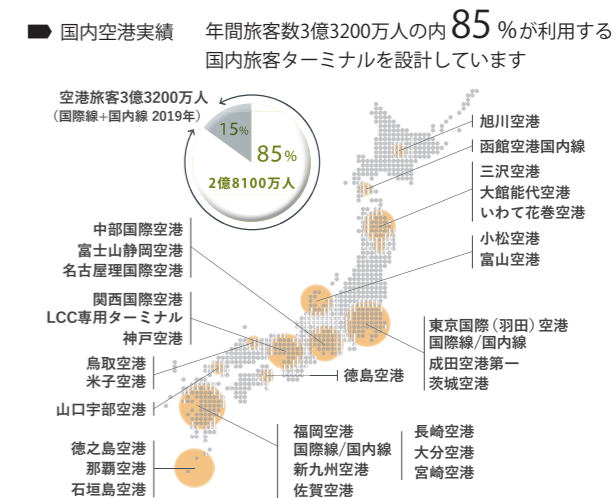 国内空港実績
年間旅客数3億3200万人の内85％が利用する
国内旅客ターミナルを設計しています
空港旅客3億3200万人
（国際線+国内線 2019年）
15%
85%
2億8100万人
旭川空港
函館空港国内線
三沢空港
大館能代空港
いわて花巻空港
小松空港
富山空港
中部国際空港
富士山静岡空港
名古屋理国際空港
関西国際空港
LCC専用ターミナル
神戸空港
東京国際（羽田）空港
国際線/国内線
成田空港第一
茨城空港
鳥取空港
米子空港
徳島空港
山口宇部空港
福岡空港
国際線/国内線
新九州空港
佐賀空港
長崎空港
大分空港
宮崎空港
徳之島空港
那覇空港
石垣島空港